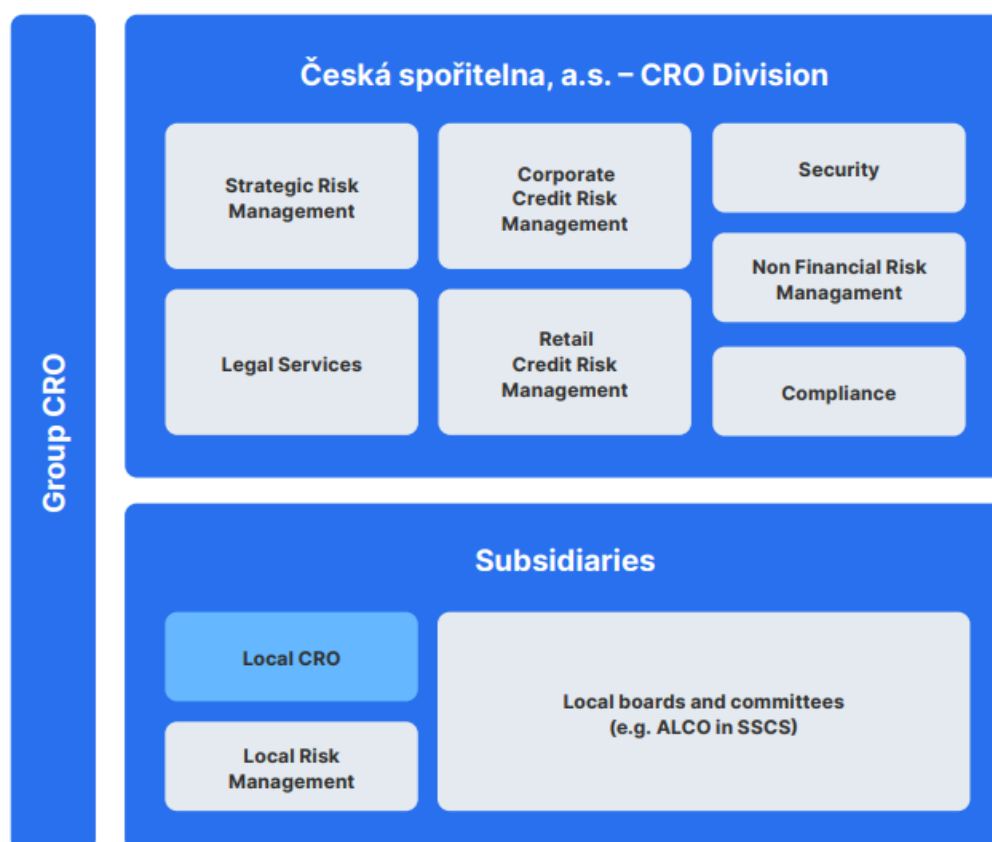 Group CRO
Česká spořitelna, a.s. – CRO Division
Strategic Risk
Management
Corporate
Credit Risk
Management
Security
Non Financial Risk
Managament
Legal Services
Retail
Credit Risk
Management
Compliance
Subsidiaries
Local CRO
Local Risk
Management
Local boards and committees
(e.g. ALCO in SSCS)